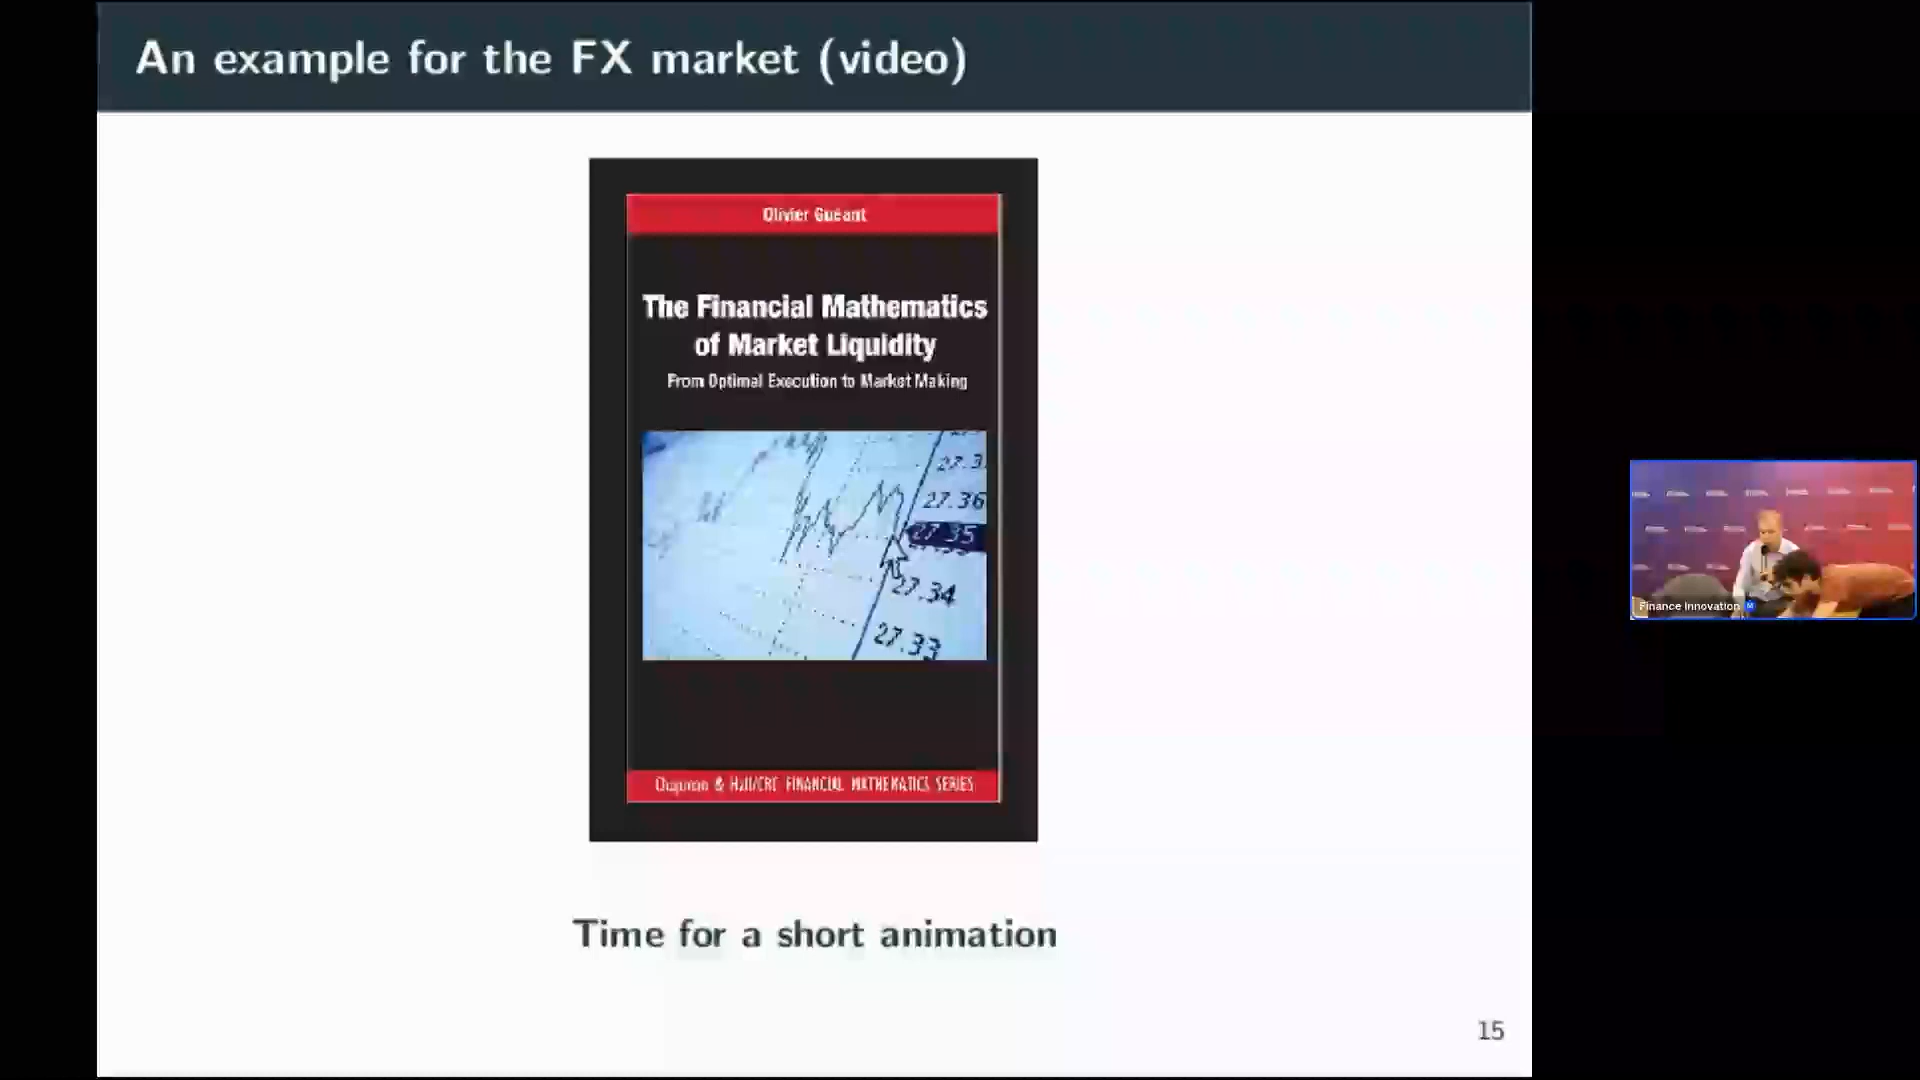 An example for the FX market (video)
Olivier Guéant
The Financial Mathematics
of Market Liquidity
From Optimal Execution to Market Making
27.3
27.36
27.35
27.34
27.33
Chapman & Hall/CRC FINANCIAL MATHEMATICS SERIES
Time for a short animation
15
Finance Innovation